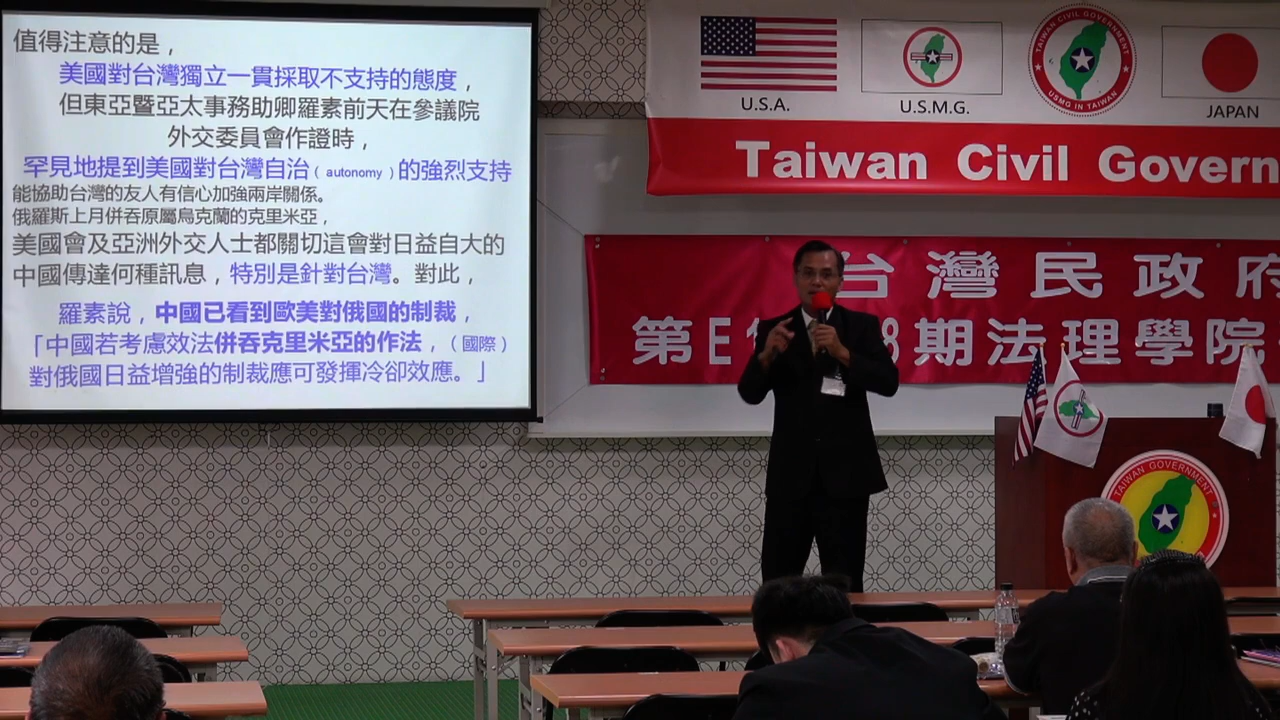 值得注意的是，
美國對台灣獨立一貫採取不支持的態度，
但東亞暨亞太事務助卿羅素前天在參議院
外交委員會作證時，
罕見地提到美國對台灣自治（autonomy）的強烈支持
能協助台灣的友人有信心加強兩岸關係。
俄羅斯上月併吞原屬烏克蘭的克里米亞，
美國會及亞洲外交人士都關切這會對日益自大的
中國傳達何種訊息，特別是針對台灣。對此，
羅素說，中國已看到歐美對俄國的制裁，
「中國若考慮效法併吞克里米亞的作法，（國際）
對俄國日益增強的制裁應可發揮冷卻效應。」
U.S.A.
U.S.M.G.
TAIWAN CIVIL GOVERNMENT
USMG IN TAIWAN
JAPAN
Taiwan Civil Govern
台灣民政府
第E1 8期法理學院
TAIWAN GOVERNMENT